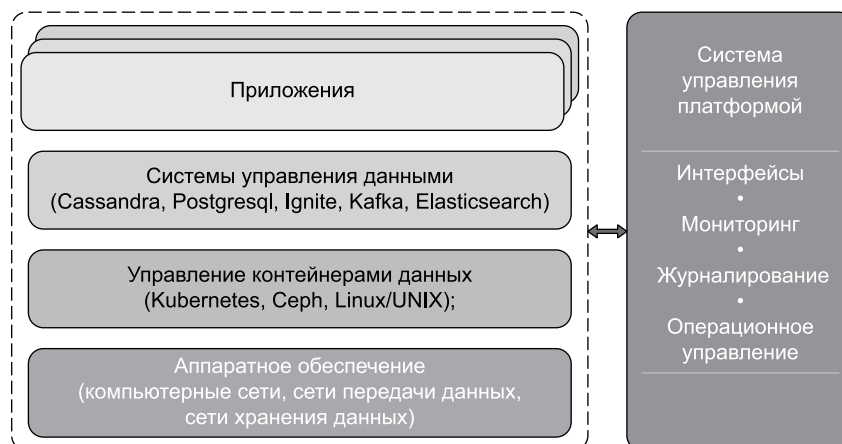 Приложения
Системы управления данными
(Cassandra, Postgresql, Ignite, Kafka, Elasticsearch)
Управление контейнерами данных
(Kubernetes, Ceph, Linux/UNIX);
Аппаратное обеспечение
(компьютерные сети, сети передачи данных,
сети хранения данных)
Система
управления
платформой
Интерфейсы
•
Мониторинг
•
Журналирование
•
Операционное
управление